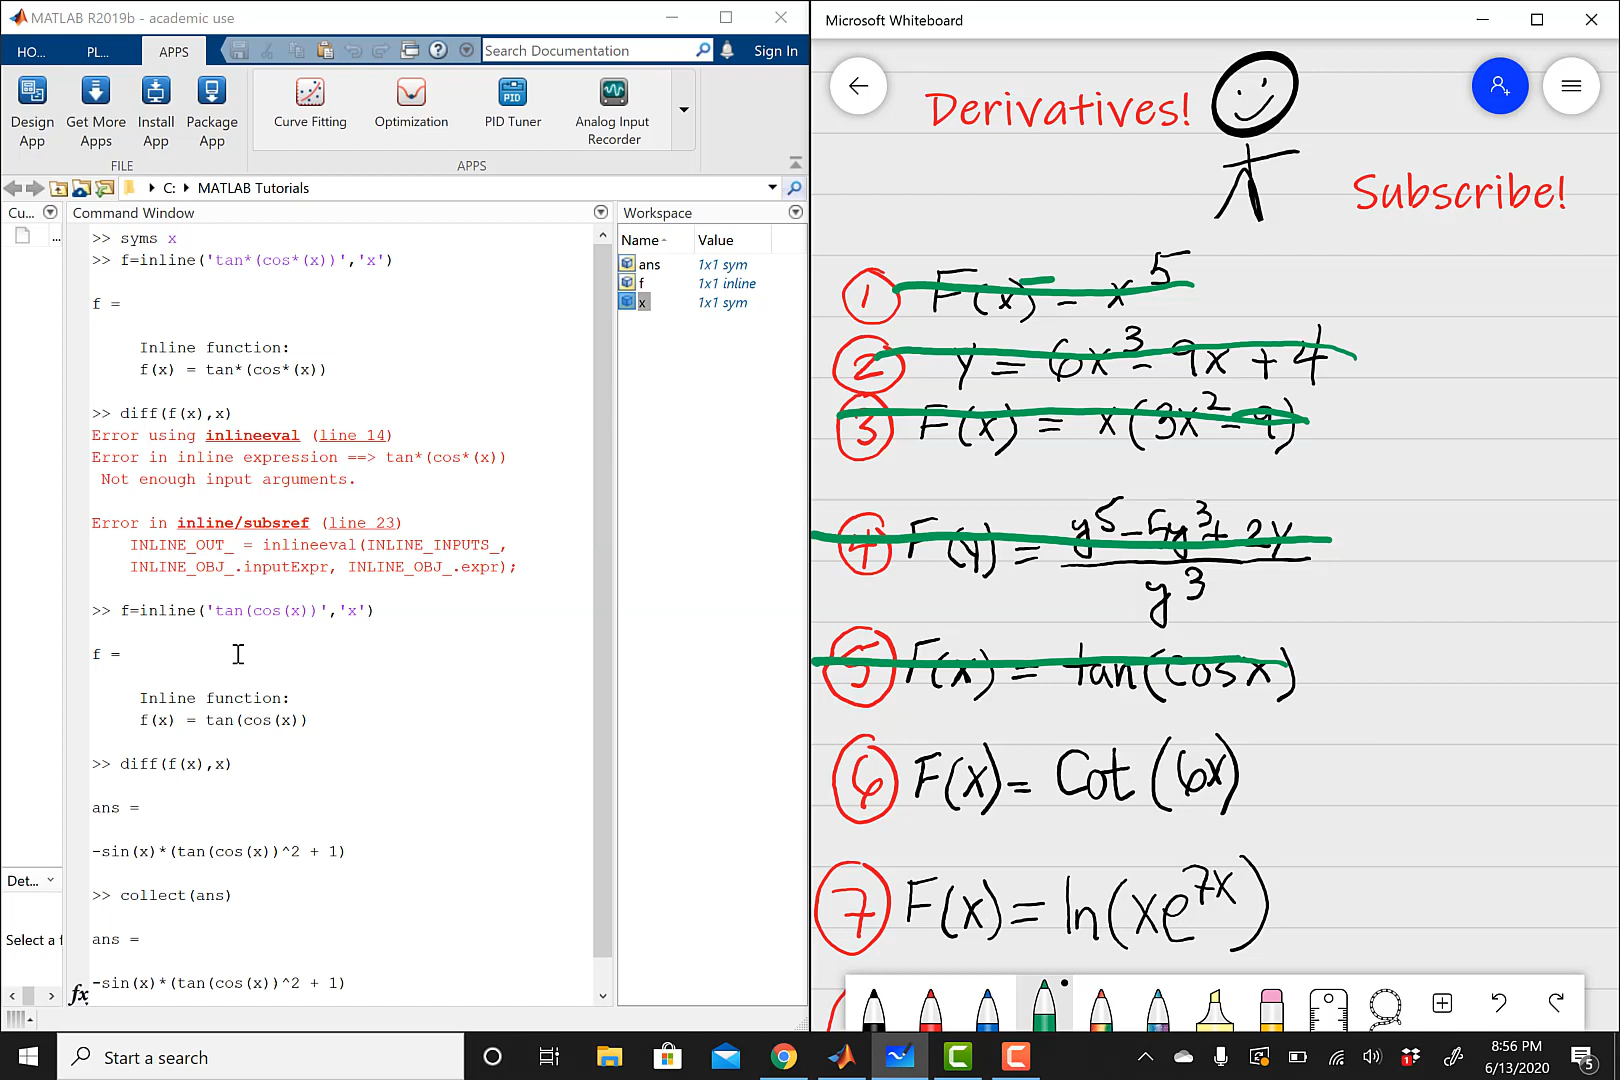 MATLAB R2019b - academic use
HO... PL... APPS
Search Documentation
Sign In
Design App
Get More Apps
Install App
Package App
Curve Fitting
Optimization
PID Tuner
Analog Input Recorder
FILE
APPS
C: MATLAB Tutorials
Cu...
...
Command Window
>> syms x
>> f=inline('tan*(cos*(x))','x')
f =
Inline function:
f(x) = tan*(cos*(x))
>> diff(f(x),x)
Error using inlineeval (line 14)
Error in inline expression ==> tan*(cos*(x))
Not enough input arguments.
Error in inline/subsref (line 23)
INLINE_OUT_ = inlineeval(INLINE_INPUTS_,
INLINE_OBJ_.inputExpr, INLINE_OBJ_.expr);
>> f=inline('tan(cos(x))','x')
f =
Inline function:
f(x) = tan(cos(x))
>> diff(f(x),x)
ans =
-sin(x)*(tan(cos(x))^2 + 1)
>> collect(ans)
ans =
-sin(x)*(tan(cos(x))^2 + 1)
fx
Det...
Select a f
Workspace
Name Value
ans 1x1 sym
f 1x1 inline
x 1x1 sym
Microsoft Whiteboard
Derivatives!
Subscribe!
1 F(x) = x^5
2 y = 6x^3 - 9x + 4
3 F(x) = x(3x^2 - 9)
4 F(y) = y^5 - 5y^3 + 2y
y^3
5 F(x) = tan(cosx)
6 F(x) = Cot(6x)
7 F(x) = ln(xe^7x)
Start a search
8:56 PM
6/13/2020
5
1